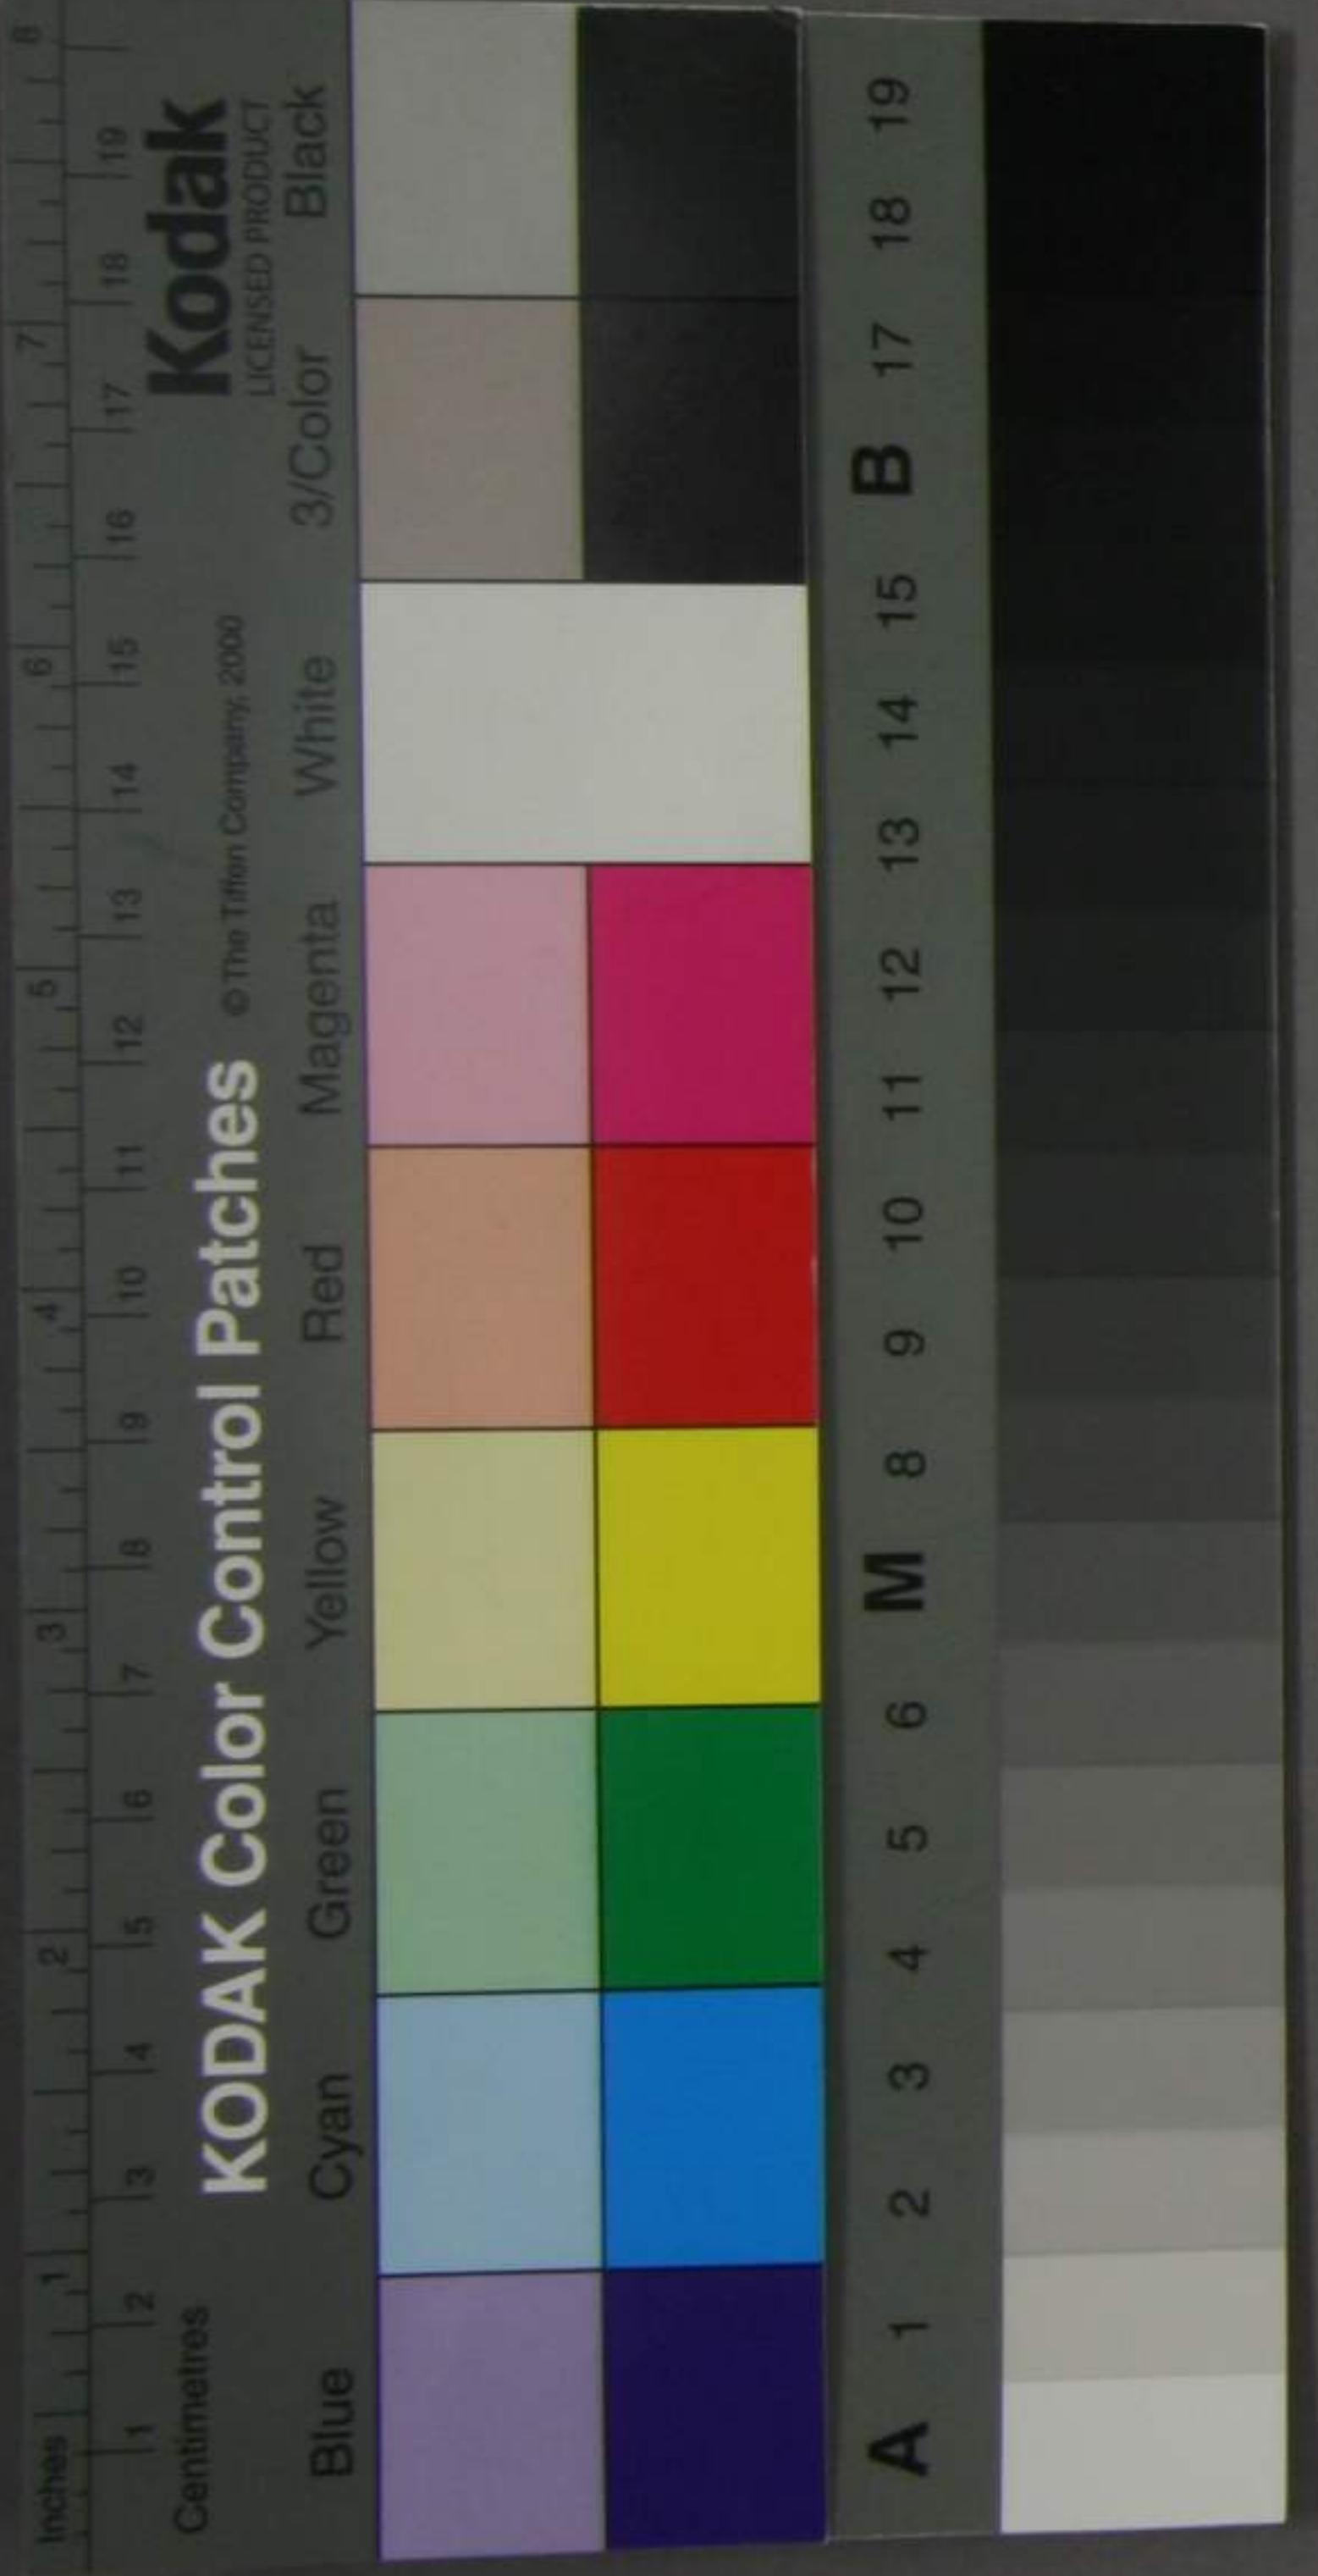 Inches 1 2 3 4 5 6 7 8
Centimetres 1 2 3 4 5 6 7 8 9 10 11 12 13 14 15 16 17 18 19
KODAK Color Control Patches © The Tiffen Company, 2000 Kodak
LICENSED PRODUCT
Blue Cyan Green Yellow Red Magenta White 3/Color Black
A 1 2 3 4 5 6 M 8 9 10 11 12 13 14 15 B 17 18 19